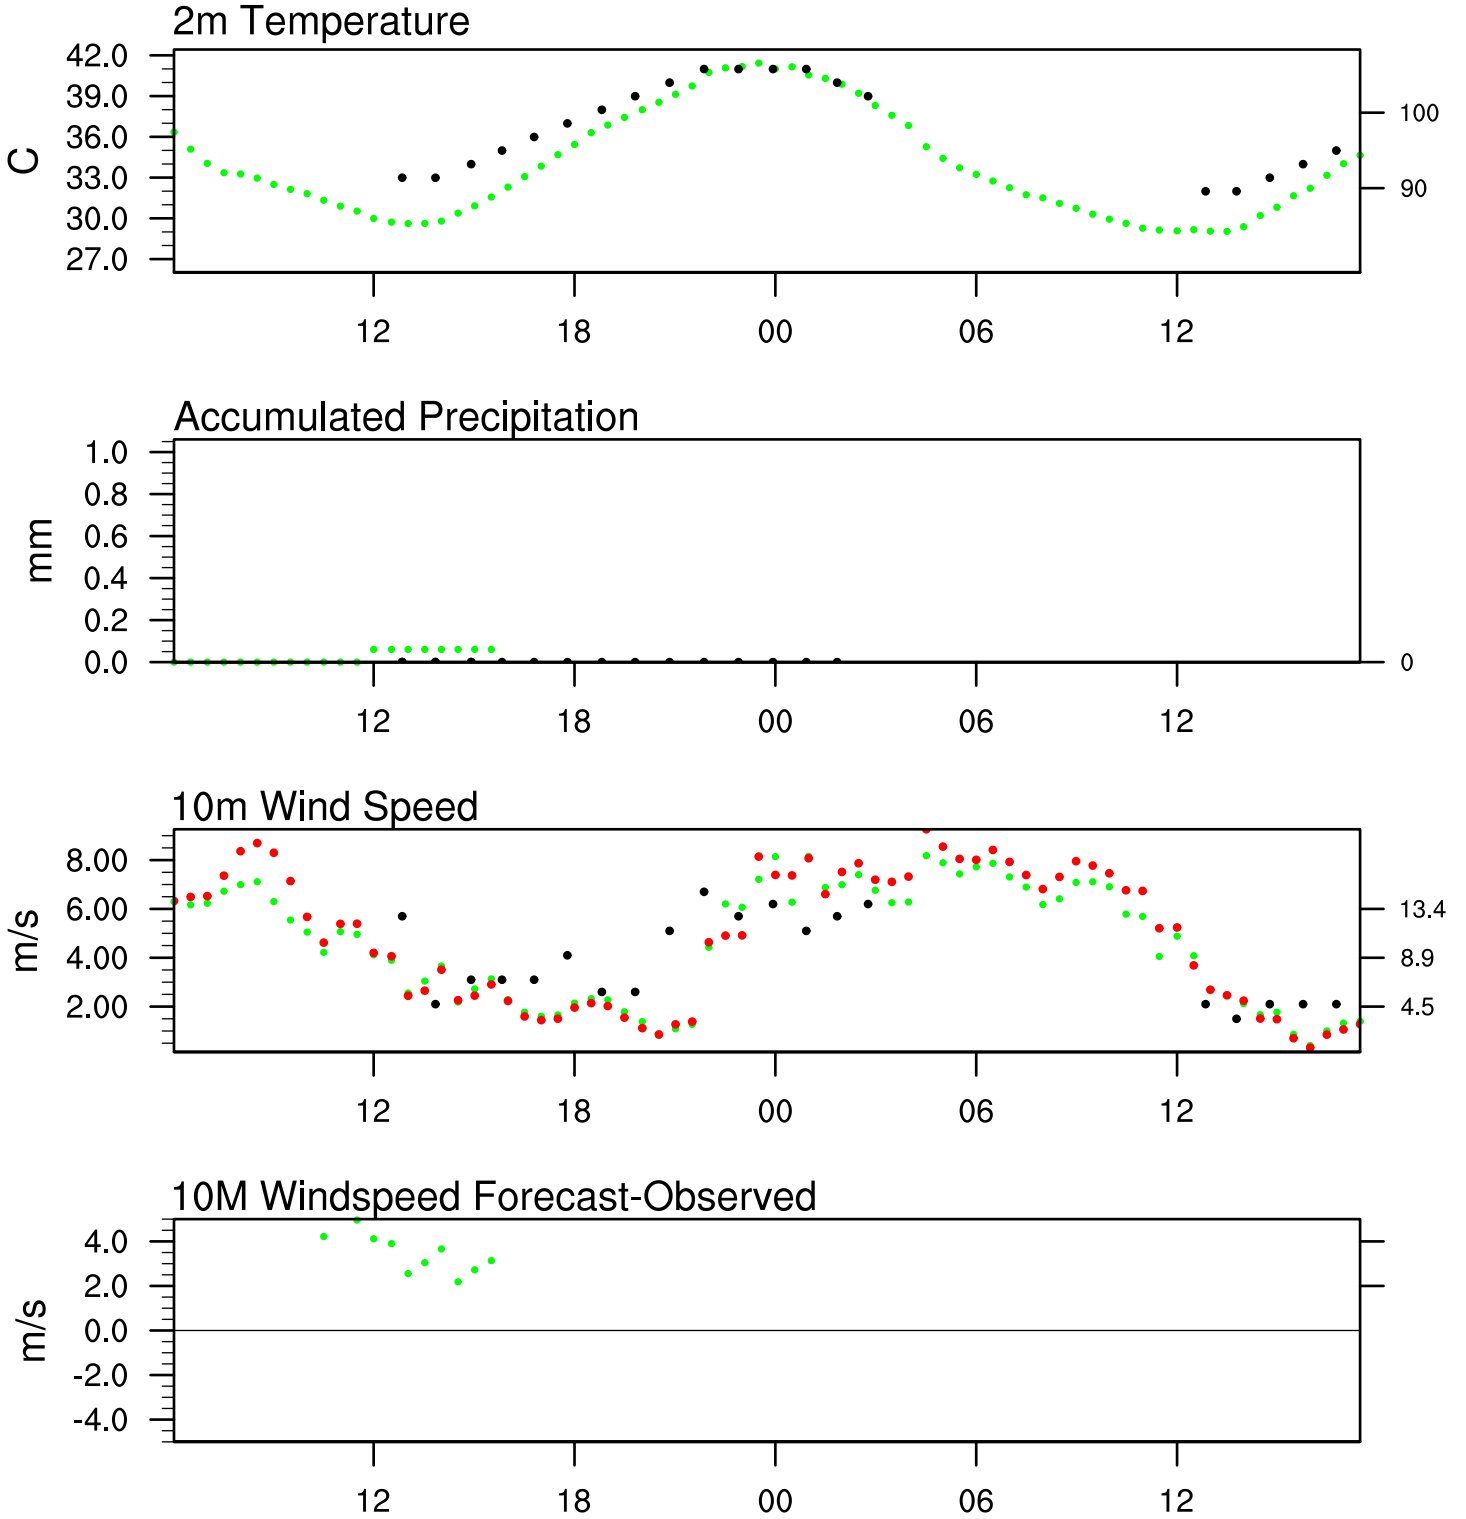 2m Temperature
C
42.0
39.0
36.0
33.0
30.0
27.0
100
90
12 18 00 06 12
Accumulated Precipitation
mm
1.0
0.8
0.6
0.4
0.2
0.0
0
12 18 00 06 12
10m Wind Speed
m/s
8.00
6.00
4.00
2.00
13.4
8.9
4.5
12 18 00 06 12
10M Windspeed Forecast-Observed
m/s
4.0
2.0
0.0
-2.0
-4.0
12 18 00 06 12